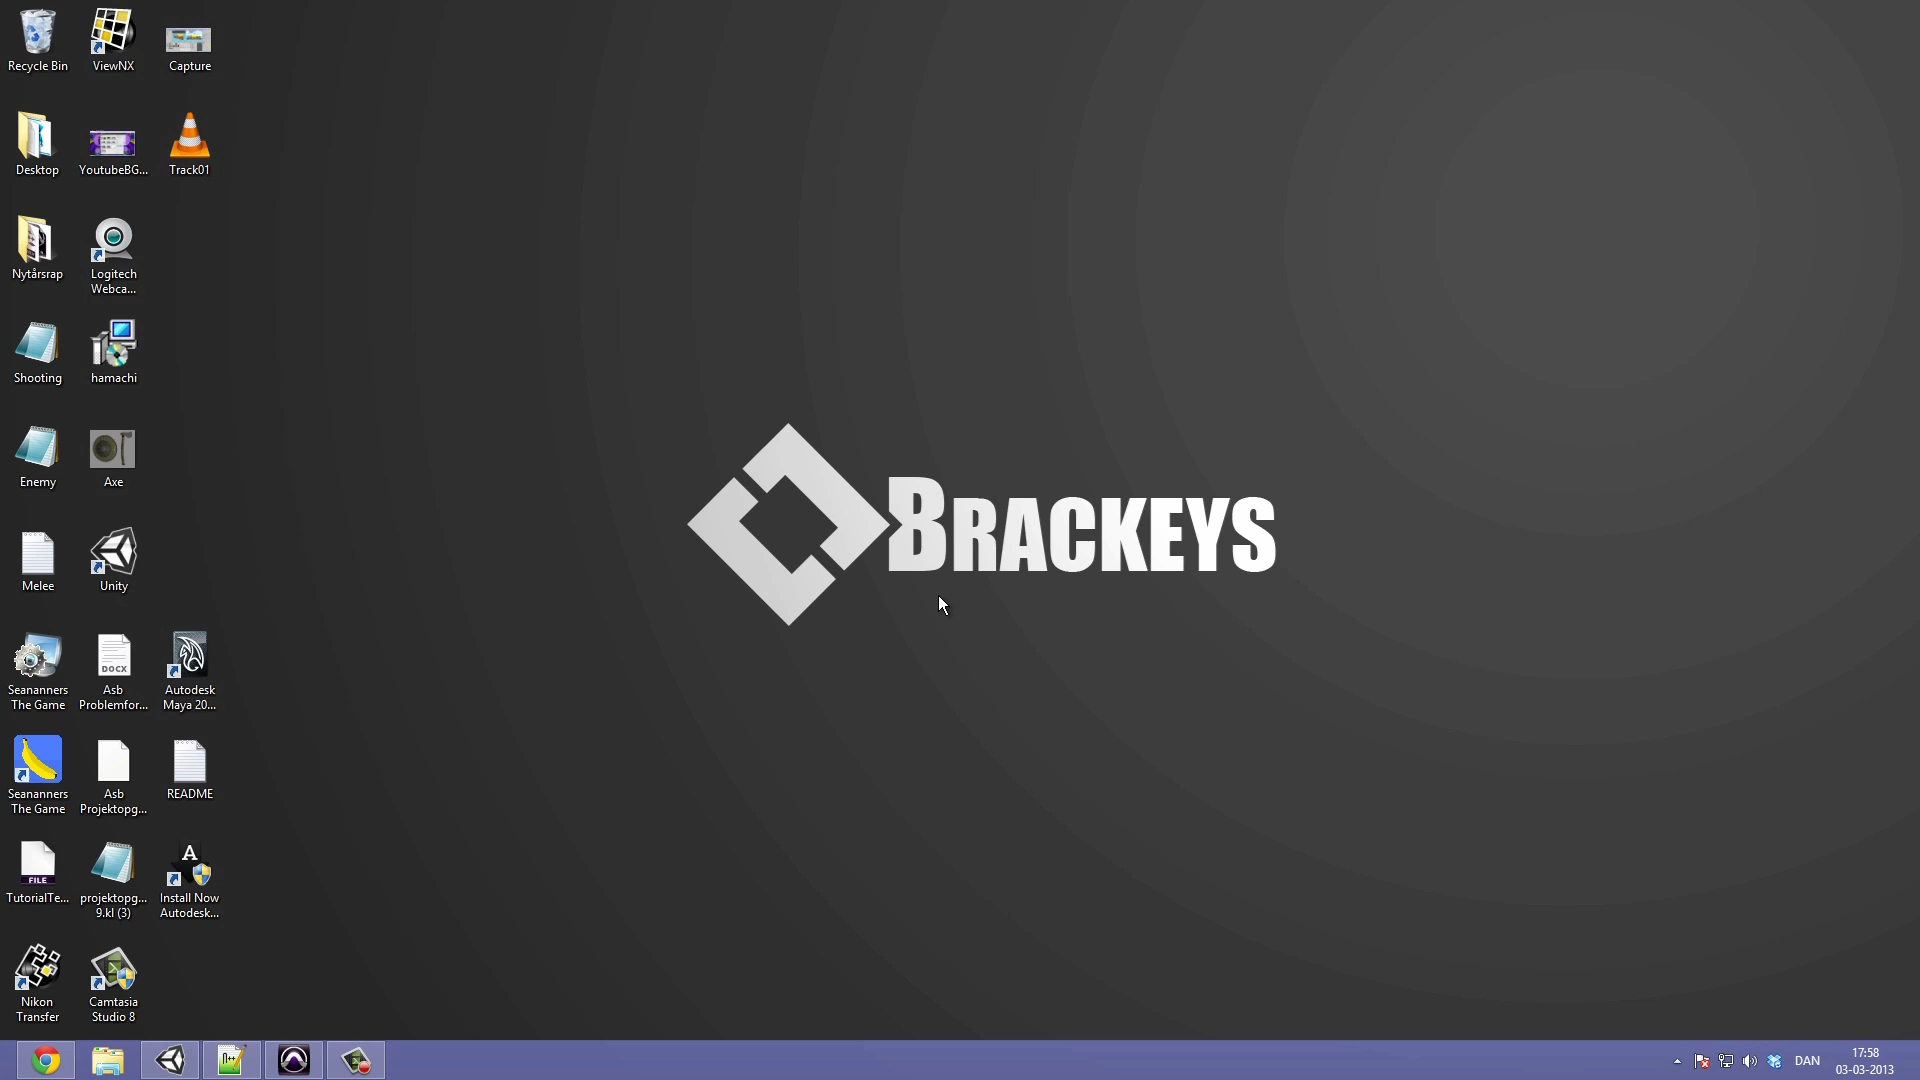 Recycle Bin
ViewNX
Capture
Desktop
YoutubeBG...
Track01
Nytårsrap
Logitech
Webca...
Shooting
hamachi
Enemy
Axe
Melee
Unity
Seananners
The Game
DOCX
Asb
Problemfor...
Autodesk
Maya 20...
Seananners
The Game
Asb
Projektopg...
README
FILE
TutorialTe...
projektopg...
9.kl (3)
A
Install Now
Autodesk...
Nikon
Transfer
Camtasia
Studio 8
BRACKEYS
DAN
17:58
03-03-2013